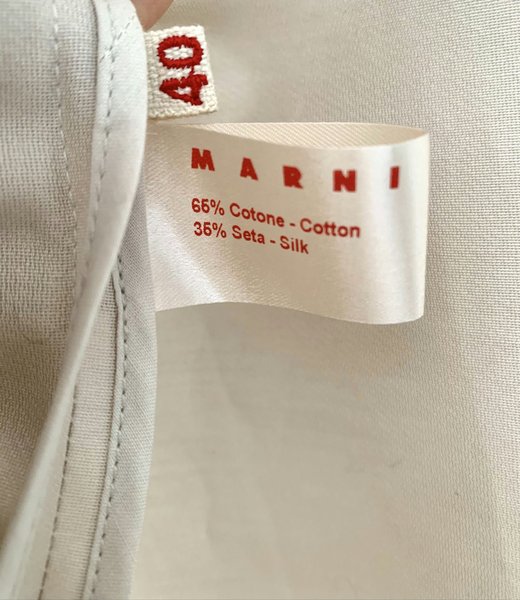 40
MARNI
65% Cotone - Cotton
35% Seta - Silk